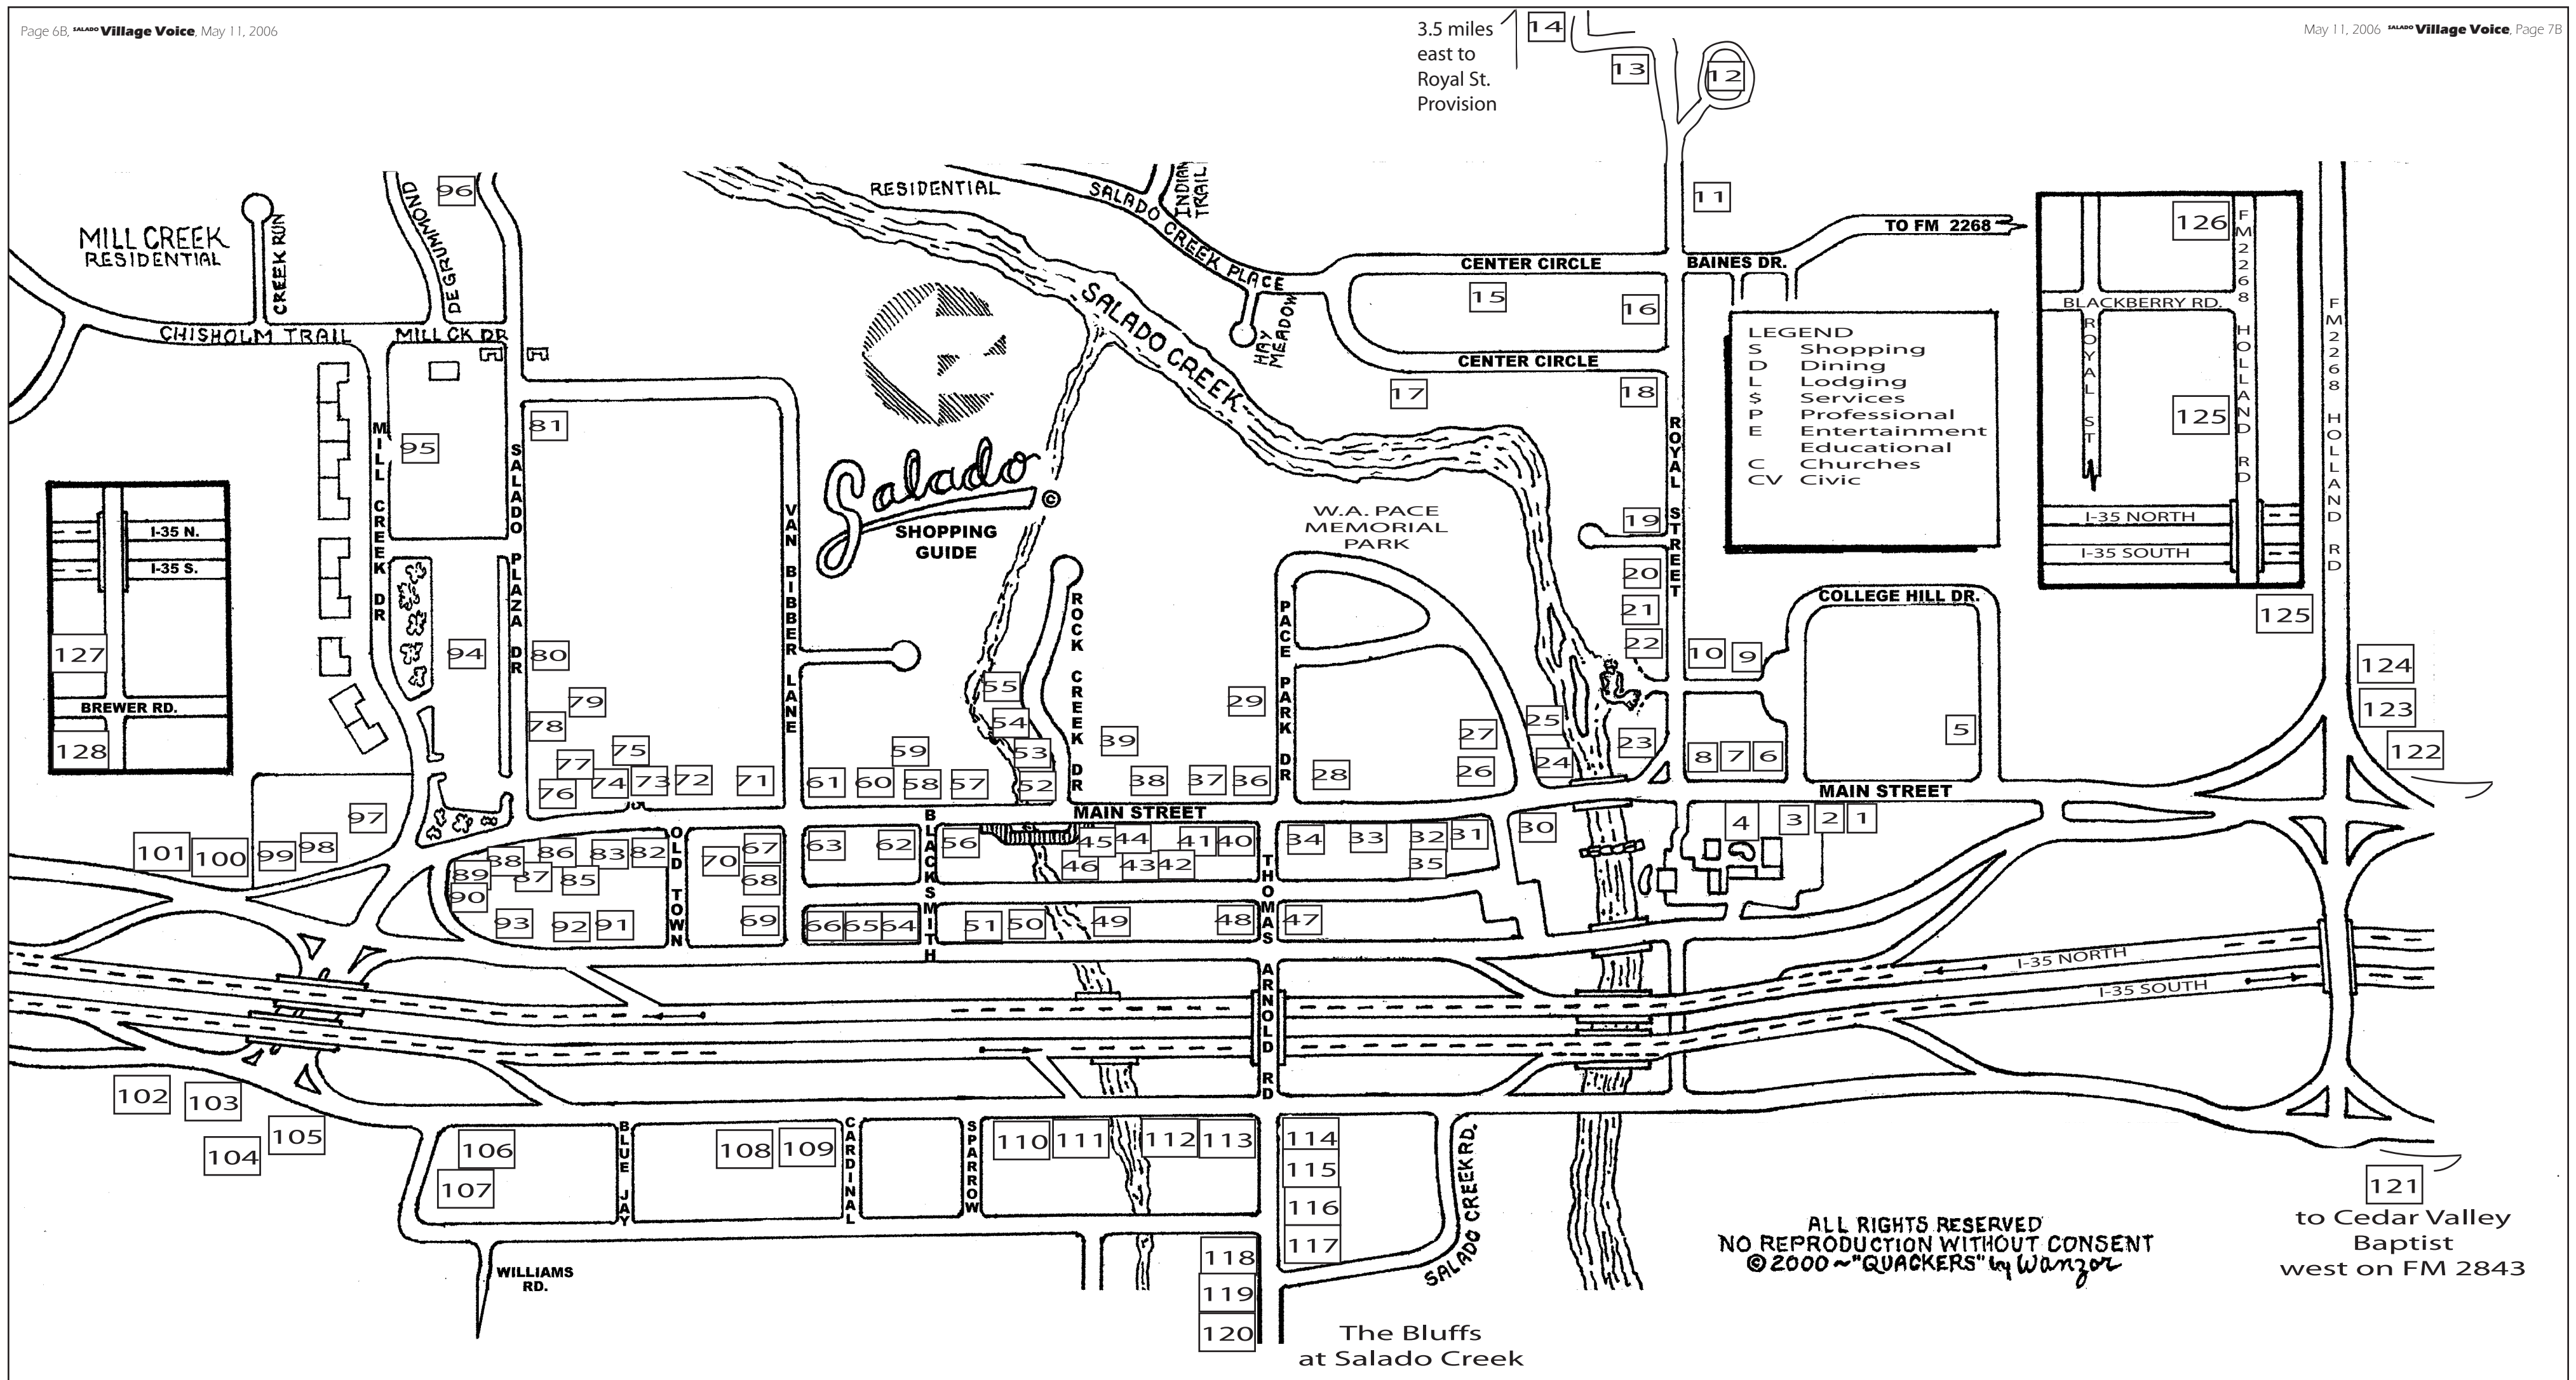 Page 6B, SALADO Village Voice, May 11, 2006
May 11, 2006 SALADO Village Voice, Page 7B
3.5 miles
east to
Royal St.
Provision
14
13
12
11
MILL CREEK
RESIDENTIAL
CREEK RUN
DEGRUMMOND
96
CHISHOLM TRAIL
MILL CK DR
RESIDENTIAL
SALADO CREEK PLACE
INDIAN
TRAIL
HAY
MEADOW
SALADO CREEK
CENTER CIRCLE
BAINES DR.
TO FM 2268
15
16
CENTER CIRCLE
17
18
LEGEND
S Shopping
D Dining
L Lodging
$ Services
P Professional
E Entertainment
Educational
C Churches
CV Civic
126
FM2268 HOLLAND RD
BLACKBERRY RD.
ROYAL ST
125
I-35 NORTH
I-35 SOUTH
FM2268 HOLLAND RD
125
124
123
122
I-35 N.
I-35 S.
127
BREWER RD.
128
MILL CREEK DR
95
SALADO PLAZA DR
81
94
80
79
78
77
76
75
74
73
72
71
VAN BIBBER LANE
Salado ©
SHOPPING
GUIDE
ROCK CREEK DR
55
54
53
52
59
61
60
58
57
39
38
37
36
29
PACE PARK DR
W.A. PACE
MEMORIAL
PARK
28
27
26
25
24
23
ROYAL STREET
19
20
21
22
10
9
8
7
6
COLLEGE HILL DR.
5
MAIN STREET
MAIN STREET
97
98
99
100
101
86
88
83
82
89
87
85
90
93
92
91
OLD TOWN
70
67
68
69
63
62
66
65
64
BLACKSMITH
56
45
44
41
40
46
43
42
51
50
49
48
47
THOMAS ARNOLD RD
34
33
32
31
35
30
4
3
2
1
I-35 NORTH
I-35 SOUTH
102
103
104
105
106
107
BLUE JAY
108
109
CARDINAL
SPARROW
110
111
112
113
114
115
116
117
118
119
120
SALADO CREEK RD.
WILLIAMS
RD.
The Bluffs
at Salado Creek
ALL RIGHTS RESERVED
NO REPRODUCTION WITHOUT CONSENT
© 2000 ~ "QUACKERS" by Wanzor
121
to Cedar Valley
Baptist
west on FM 2843